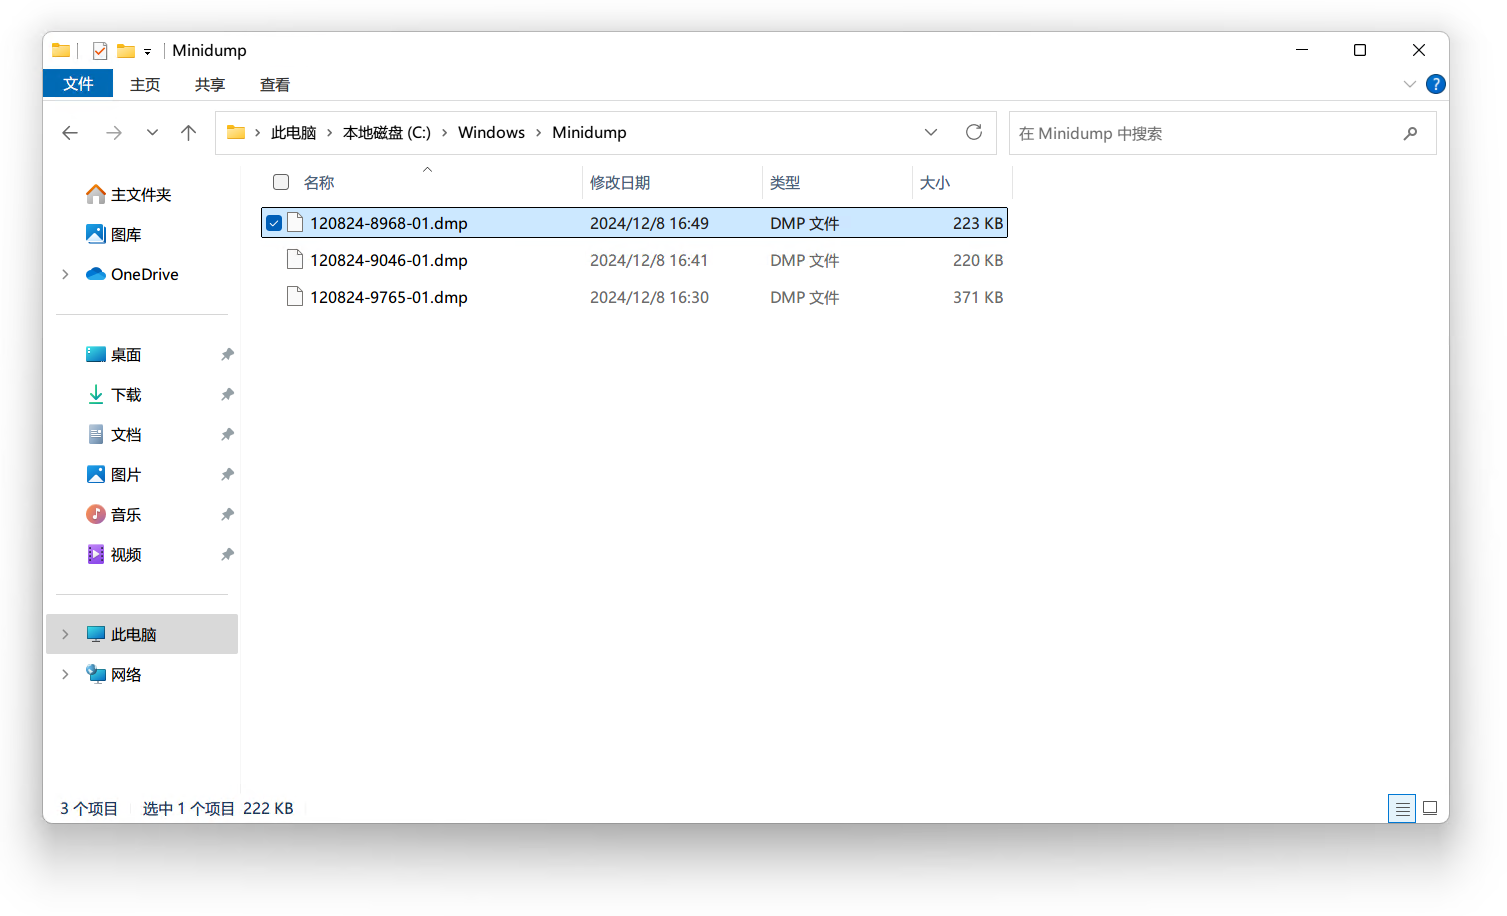 Minidump
文件 主页 共享 查看
此电脑 本地磁盘 (C:) Windows Minidump
在 Minidump 中搜索
名称 修改日期 类型 大小
120824-8968-01.dmp 2024/12/8 16:49 DMP 文件 223 KB
120824-9046-01.dmp 2024/12/8 16:41 DMP 文件 220 KB
120824-9765-01.dmp 2024/12/8 16:30 DMP 文件 371 KB
主文件夹
图库
OneDrive
桌面
下载
文档
图片
音乐
视频
此电脑
网络
3 个项目 选中 1 个项目 222 KB